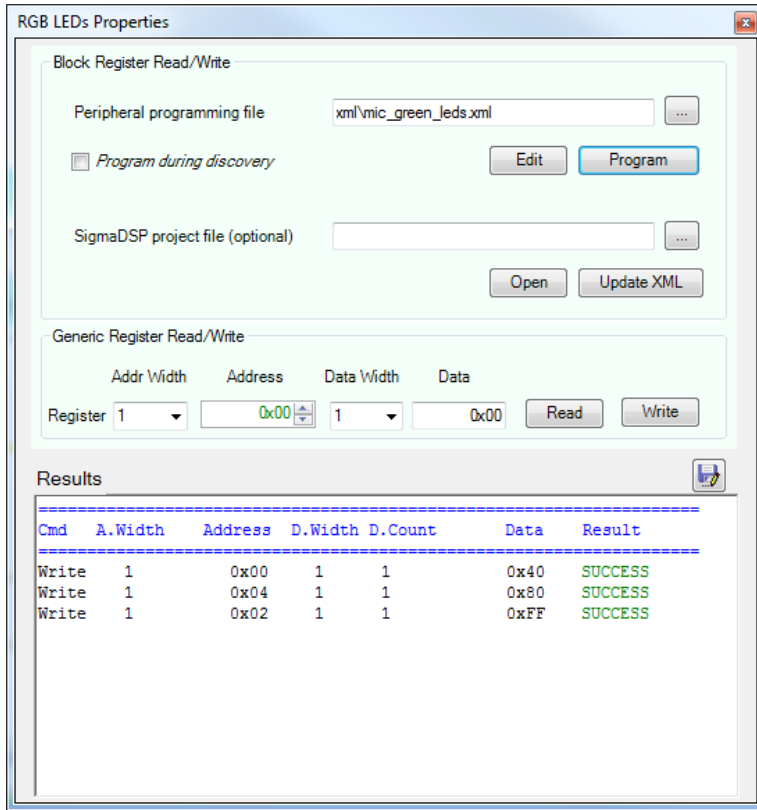 RGB LEDs Properties
Block Register Read/Write
Peripheral programming file xml\mic_green_leds.xml ...
Program during discovery Edit Program
SigmaDSP project file (optional) ...
Open Update XML
Generic Register Read/Write
Addr Width Address Data Width Data
Register 1 0x00 1 0x00 Read Write
Results
======================================================================
Cmd A.Width Address D.Width D.Count Data Result
======================================================================
Write 1 0x00 1 1 0x40 SUCCESS
Write 1 0x04 1 1 0x80 SUCCESS
Write 1 0x02 1 1 0xFF SUCCESS